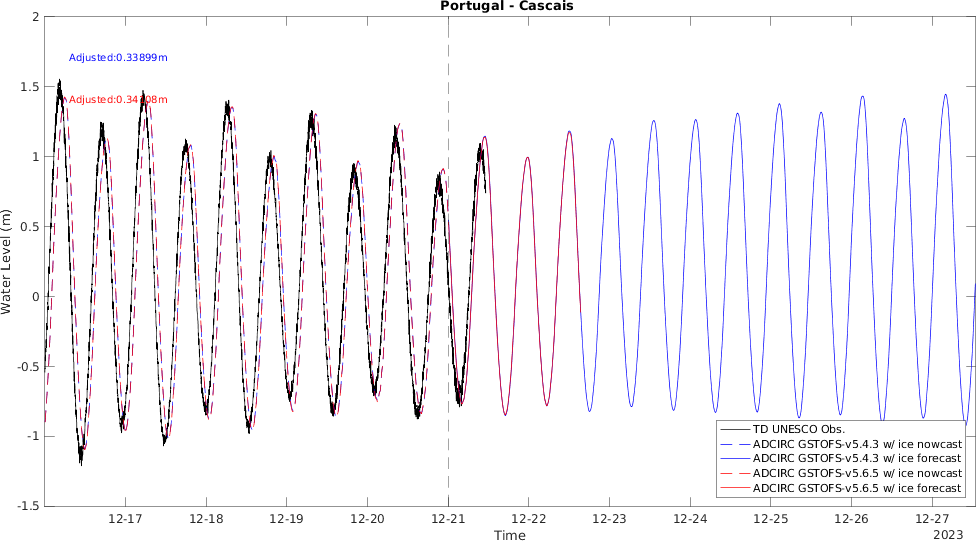 Portugal - Cascais
2
1.5
1
0.5
0
-0.5
-1
-1.5
Water Level (m)
Adjusted:0.33899m
TD UNESCO Obs.
ADCIRC GSTOFS-v5.4.3 w/ ice nowcast
ADCIRC GSTOFS-v5.4.3 w/ ice forecast
ADCIRC GSTOFS-v5.6.5 w/ ice nowcast
ADCIRC GSTOFS-v5.6.5 w/ ice forecast
12-17 12-18 12-19 12-20 12-21 12-22 12-23 12-24 12-25 12-26 12-27
Time
2023